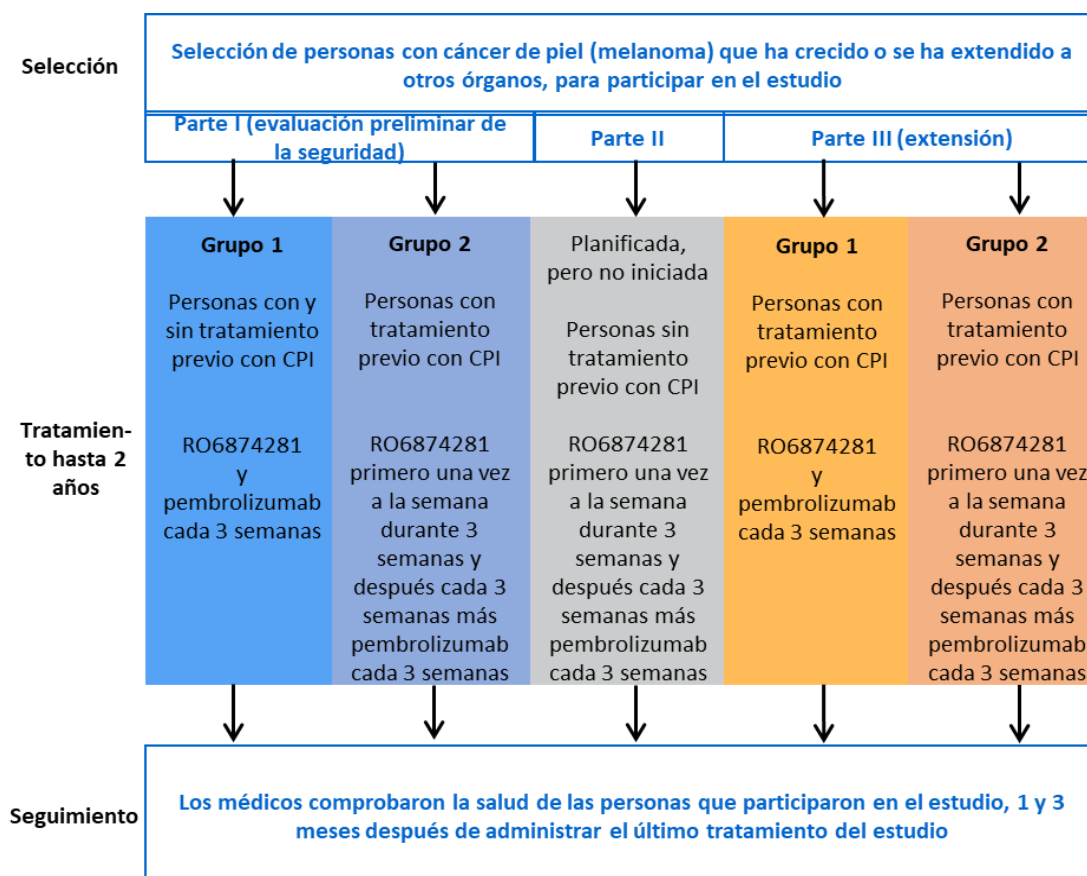 Selección
Selección de personas con cáncer de piel (melanoma) que ha crecido o se ha extendido a
otros órganos, para participar en el estudio
Parte I (evaluación preliminar de
la seguridad)
Parte II
Parte III (extensión)
Tratamien-
to hasta 2
años
Grupo 1
Personas con y
sin tratamiento
previo con CPI
RO6874281
y
pembrolizumab
cada 3 semanas
Grupo 2
Personas con
tratamiento
previo con CPI
RO6874281
primero una vez
a la semana
durante 3
semanas y
después cada 3
semanas más
pembrolizumab
cada 3 semanas
Planificada,
pero no iniciada
Personas sin
tratamiento
previo con CPI
RO6874281
primero una vez
a la semana
durante 3
semanas y
después cada 3
semanas más
pembrolizumab
cada 3 semanas
Grupo 1
Personas con
tratamiento
previo con CPI
RO6874281
y
pembrolizumab
cada 3 semanas
Grupo 2
Personas con
tratamiento
previo con CPI
RO6874281
primero una vez
a la semana
durante 3
semanas y
después cada 3
semanas más
pembrolizumab
cada 3 semanas
Seguimiento
Los médicos comprobaron la salud de las personas que participaron en el estudio, 1 y 3
meses después de administrar el último tratamiento del estudio